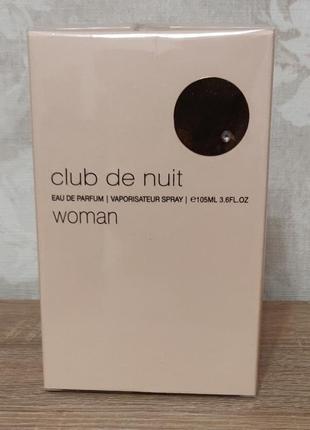 club de nuit
EAU DE PARFUM | VAPORISATEUR SPRAY | ℮105ML 3.6FL.OZ
woman